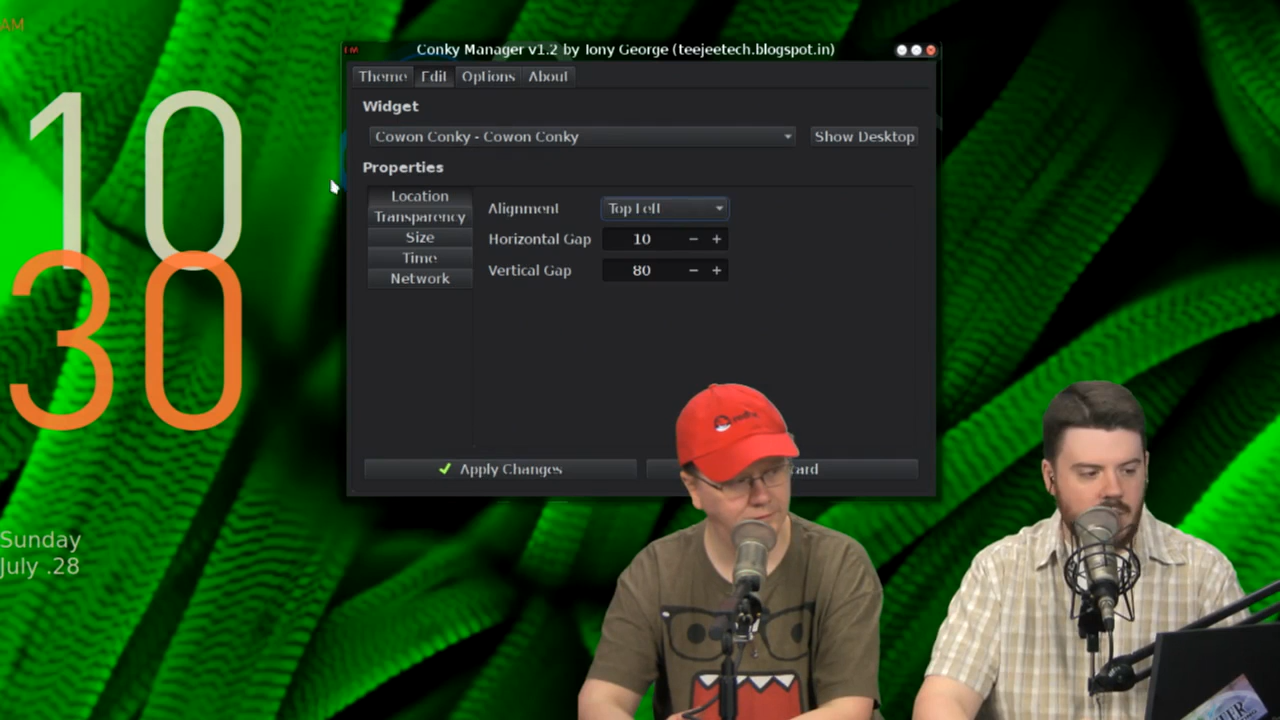 AM
10
30
Sunday
July .28
Conky Manager v1.2 by Tony George (teejeetech.blogspot.in)
Theme Edit Options About
Widget
Cowon Conky - Cowon Conky Show Desktop
Properties
Location
Transparency
Size
Time
Network
Alignment Top Left
Horizontal Gap 10 − +
Vertical Gap 80 − +
Apply Changes
card